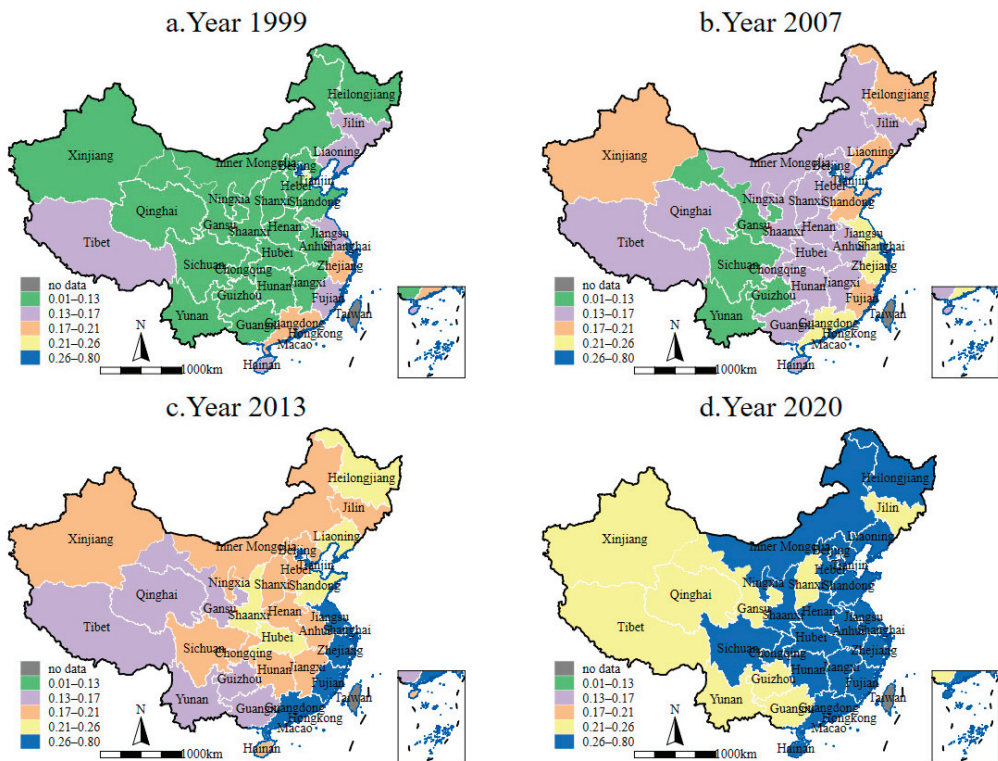 a.Year 1999
Heilongjiang
Jilin
Xinjiang
Liaoning
Inner Mongolia
Beijing
Tianjin
Hebei
Ningxia
Shanxi
Shandong
Qinghai
Gansu
Shaanxi
Henan
Jiangsu
Tibet
Anhui
Shanghai
Hubei
Sichuan
Chongqing
Zhejiang
Hunan
Jiangxi
Guizhou
Fujian
Yunan
Guangxi
Guangdong
Taiwan
Hongkong
Macao
Hainan
no data
0.01–0.13
0.13–0.17
0.17–0.21
0.21–0.26
0.26–0.80
N
1000km
b.Year 2007
Heilongjiang
Jilin
Xinjiang
Liaoning
Inner Mongolia
Beijing
Tianjin
Hebei
Ningxia
Shanxi
Shandong
Qinghai
Gansu
Shaanxi
Henan
Jiangsu
Tibet
Anhui
Shanghai
Hubei
Sichuan
Chongqing
Zhejiang
Hunan
Jiangxi
Guizhou
Fujian
Yunan
Guangxi
Guangdong
Taiwan
Hongkong
Macao
Hainan
no data
0.01–0.13
0.13–0.17
0.17–0.21
0.21–0.26
0.26–0.80
N
1000km
c.Year 2013
Heilongjiang
Jilin
Xinjiang
Liaoning
Inner Mongolia
Beijing
Tianjin
Hebei
Ningxia
Shanxi
Shandong
Qinghai
Gansu
Shaanxi
Henan
Jiangsu
Tibet
Anhui
Shanghai
Hubei
Sichuan
Chongqing
Zhejiang
Hunan
Jiangxi
Guizhou
Fujian
Yunan
Guangxi
Guangdong
Taiwan
Hongkong
Macao
Hainan
no data
0.01–0.13
0.13–0.17
0.17–0.21
0.21–0.26
0.26–0.80
N
1000km
d.Year 2020
Heilongjiang
Jilin
Xinjiang
Liaoning
Inner Mongolia
Beijing
Tianjin
Hebei
Ningxia
Shanxi
Shandong
Qinghai
Gansu
Shaanxi
Henan
Jiangsu
Tibet
Anhui
Shanghai
Hubei
Sichuan
Chongqing
Zhejiang
Hunan
Jiangxi
Guizhou
Fujian
Yunan
Guangxi
Guangdong
Taiwan
Hongkong
Macao
Hainan
no data
0.01–0.13
0.13–0.17
0.17–0.21
0.21–0.26
0.26–0.80
N
1000km